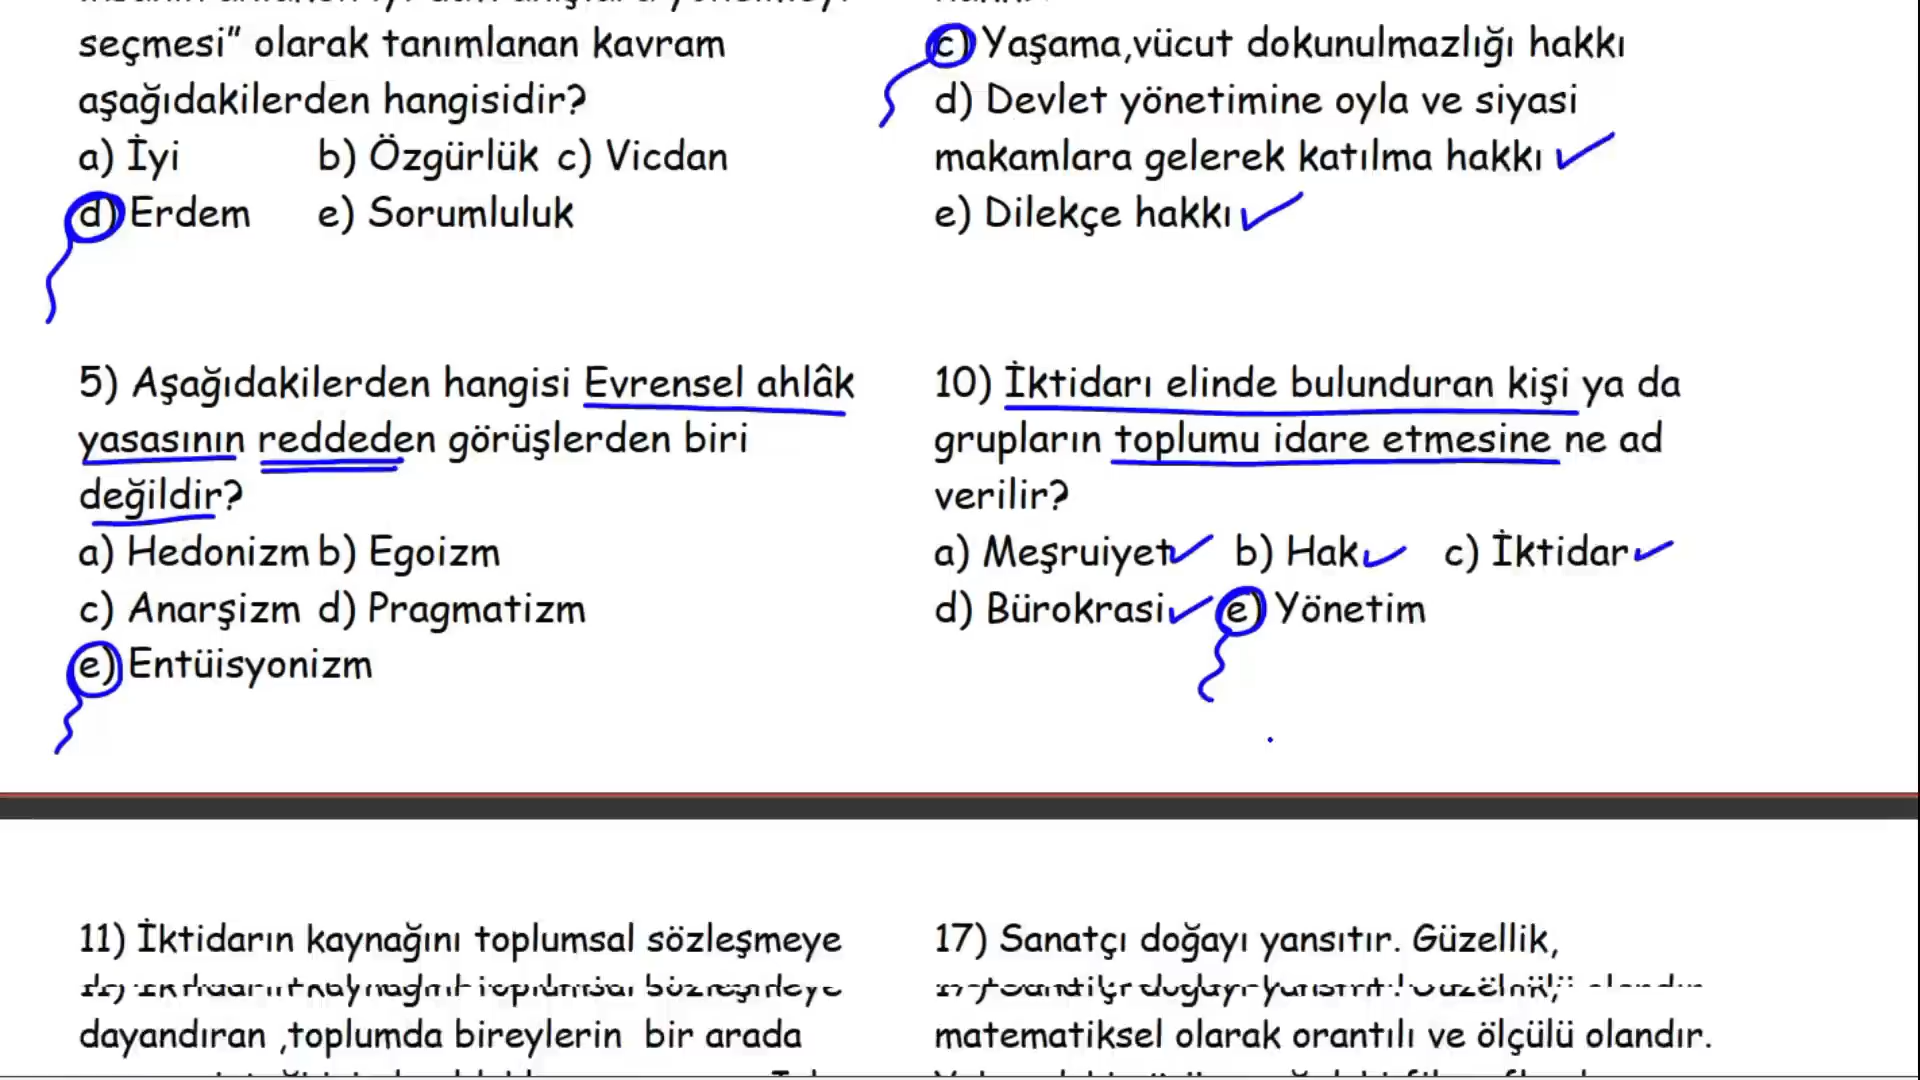 seçmesi” olarak tanımlanan kavram
aşağıdakilerden hangisidir?
a) İyi b) Özgürlük c) Vicdan
d) Erdem e) Sorumluluk
5) Aşağıdakilerden hangisi Evrensel ahlâk
yasasının reddeden görüşlerden biri
değildir?
a) Hedonizm b) Egoizm
c) Anarşizm d) Pragmatizm
e) Entüisyonizm
c) Yaşama,vücut dokunulmazlığı hakkı
d) Devlet yönetimine oyla ve siyasi
makamlara gelerek katılma hakkı
e) Dilekçe hakkı
10) İktidarı elinde bulunduran kişi ya da
grupların toplumu idare etmesine ne ad
verilir?
a) Meşruiyet b) Hak c) İktidar
d) Bürokrasi e) Yönetim
11) İktidarın kaynağını toplumsal sözleşmeye
dayandıran ,toplumda bireylerin bir arada
17) Sanatçı doğayı yansıtır. Güzellik,
matematiksel olarak orantılı ve ölçülü olandır.